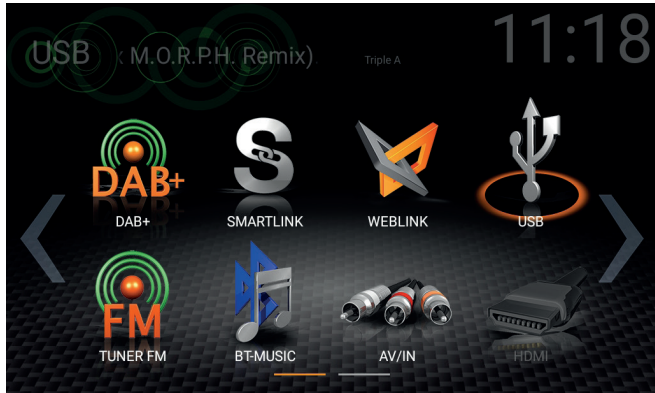 USB x M.O.R.P.H. Remix) Triple A 11:18
DAB+
DAB+ SMARTLINK WEBLINK USB
FM
TUNER FM BT-MUSIC AV/IN HDMI